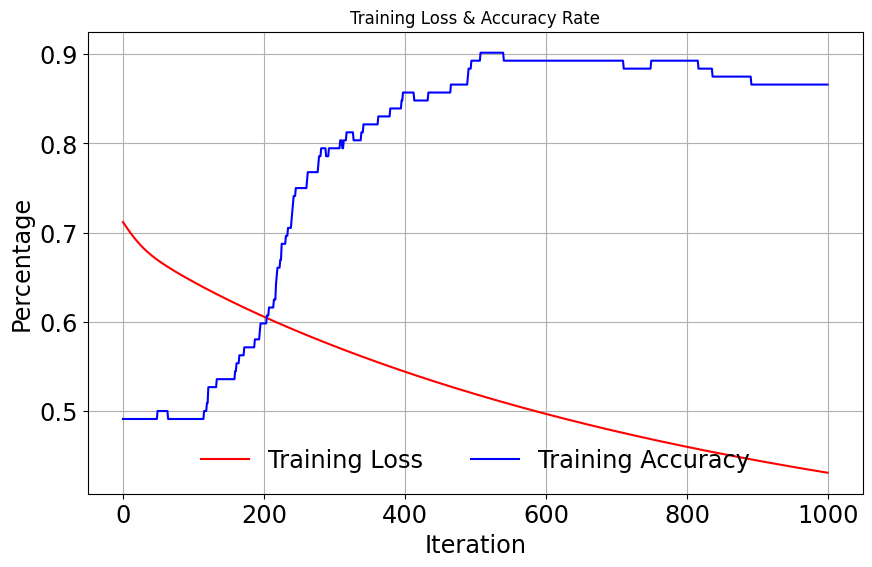 Training Loss & Accuracy Rate
0.9
0.8
0.7
0.6
0.5
Percentage
Training Loss
Training Accuracy
0 200 400 600 800 1000
Iteration